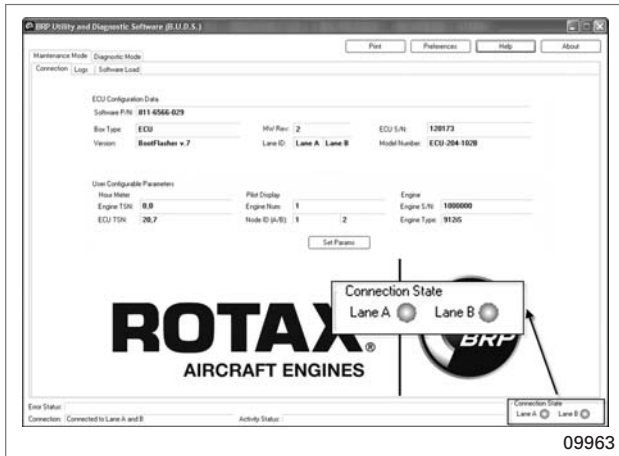 BRP Utility and Diagnostic Software (B.U.D.S.)
Print Preferences Help About
Maintenance Mode Diagnostic Mode
Connection Logs Software Load
ECU Configuration Data
Software P/N: 811-6566-029
Box Type: ECU HW Rev: 2 ECU S/N: 120173
Version: BootFlasher v.7 Lane ID: Lane A Lane B Model Number: ECU-204-102B
User Configurable Parameters
Hour Meter Pilot Display Engine
Engine TSN: 0,0 Engine Num: 1 Engine S/N: 1000000
ECU TSN: 20,7 Node ID (A/B): 1 2 Engine Type: 912iS
Set Params
Connection State
Lane A Lane B
ROTAX®
BRP
AIRCRAFT ENGINES
Error Status:
Connection State
Connection: Connected to Lane A and B Activity Status: Lane A Lane B
09963